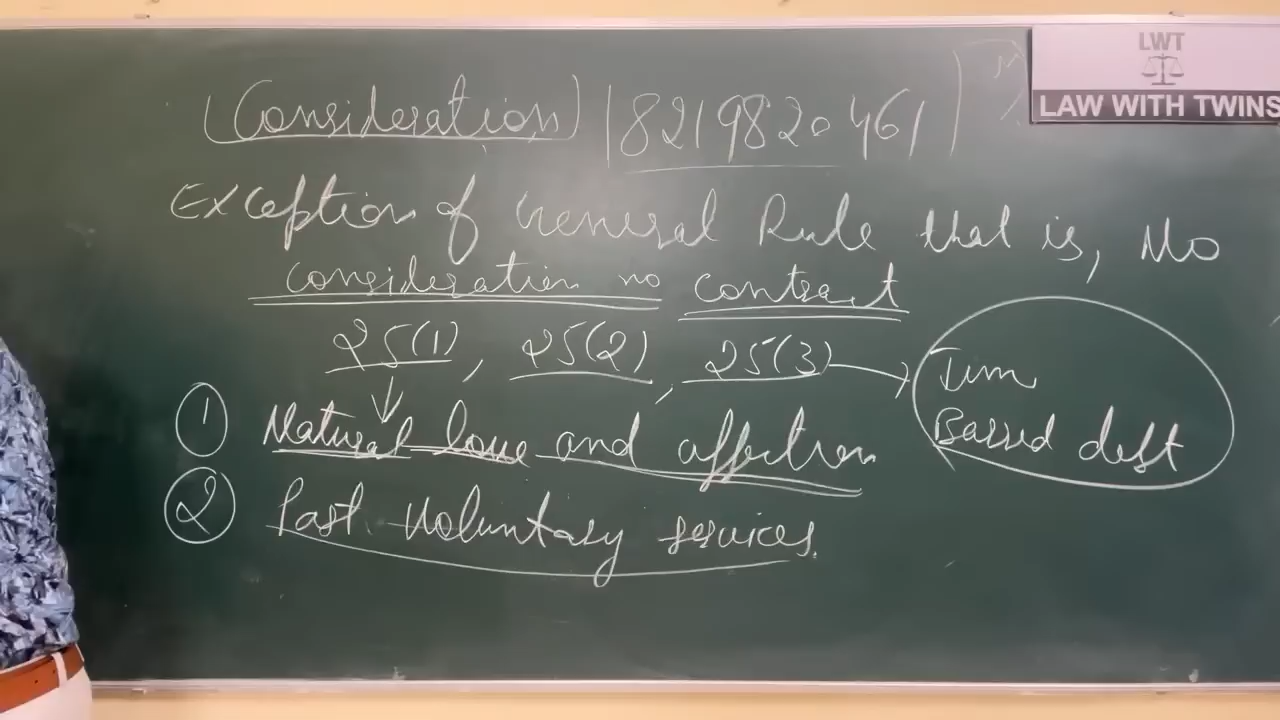 (Consideration) | 8219820461
LWT
LAW WITH TWINS
Exception of General Rule that is, No
consideration no contract
25(1), 25(2), 25(3) → Time
Barred debt
1 Natural love and affection
2 Past voluntary services.